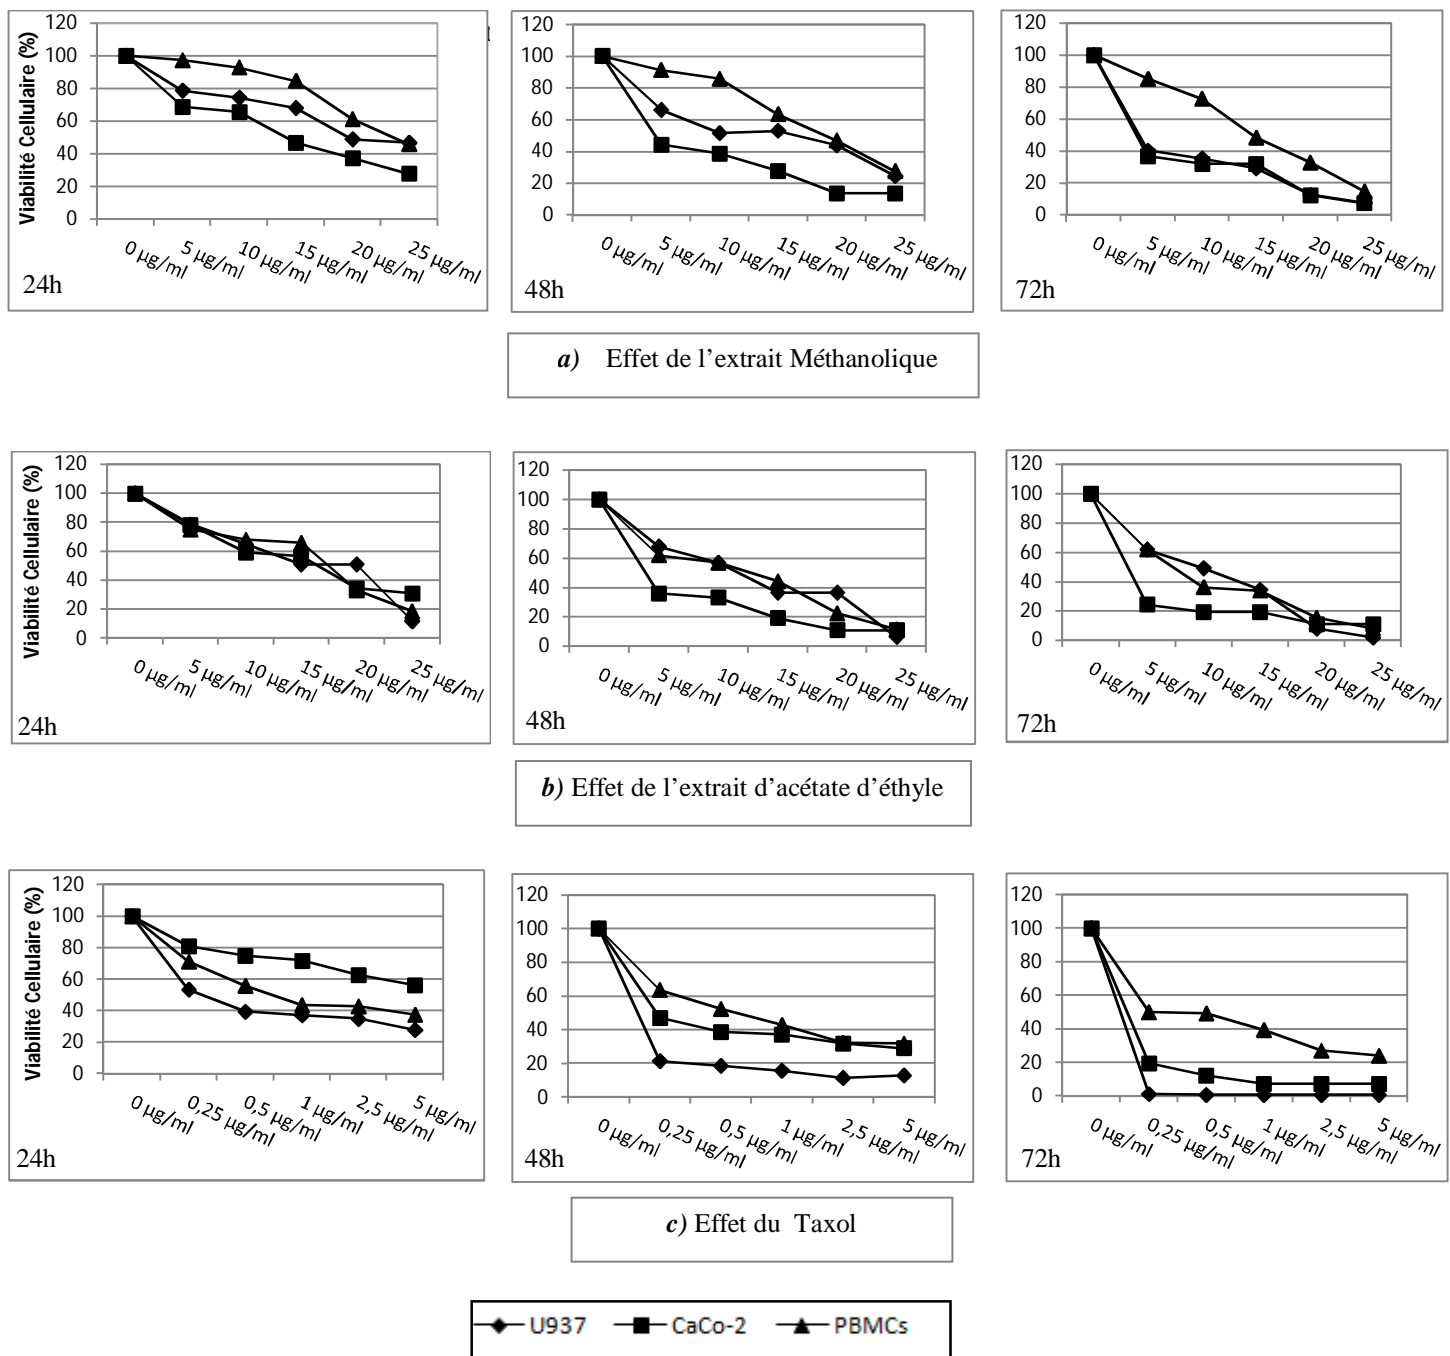 120
100
80
60
40
20
0
Viabilité Cellulaire (%)
0 µg/ml
5 µg/ml
10 µg/ml
15 µg/ml
20 µg/ml
25 µg/ml
24h
120
100
80
60
40
20
0
0 µg/ml
5 µg/ml
10 µg/ml
15 µg/ml
20 µg/ml
25 µg/ml
48h
120
100
80
60
40
20
0
0 µg/ml
5 µg/ml
10 µg/ml
15 µg/ml
20 µg/ml
25 µg/ml
72h
a) Effet de l’extrait Méthanolique
120
100
80
60
40
20
0
Viabilité Cellulaire (%)
0 µg/ml
5 µg/ml
10 µg/ml
15 µg/ml
20 µg/ml
25 µg/ml
24h
120
100
80
60
40
20
0
0 µg/ml
5 µg/ml
10 µg/ml
15 µg/ml
20 µg/ml
25 µg/ml
48h
120
100
80
60
40
20
0
0 µg/ml
5 µg/ml
10 µg/ml
15 µg/ml
20 µg/ml
25 µg/ml
72h
b) Effet de l’extrait d’acétate d’éthyle
120
100
80
60
40
20
0
Viabilité Cellulaire (%)
0 µg/ml
0,25 µg/ml
0,5 µg/ml
1 µg/ml
2,5 µg/ml
5 µg/ml
24h
120
100
80
60
40
20
0
0 µg/ml
0,25 µg/ml
0,5 µg/ml
1 µg/ml
2,5 µg/ml
5 µg/ml
48h
120
100
80
60
40
20
0
0 µg/ml
0,25 µg/ml
0,5 µg/ml
1 µg/ml
2,5 µg/ml
5 µg/ml
72h
c) Effet du Taxol
U937 CaCo-2 PBMCs